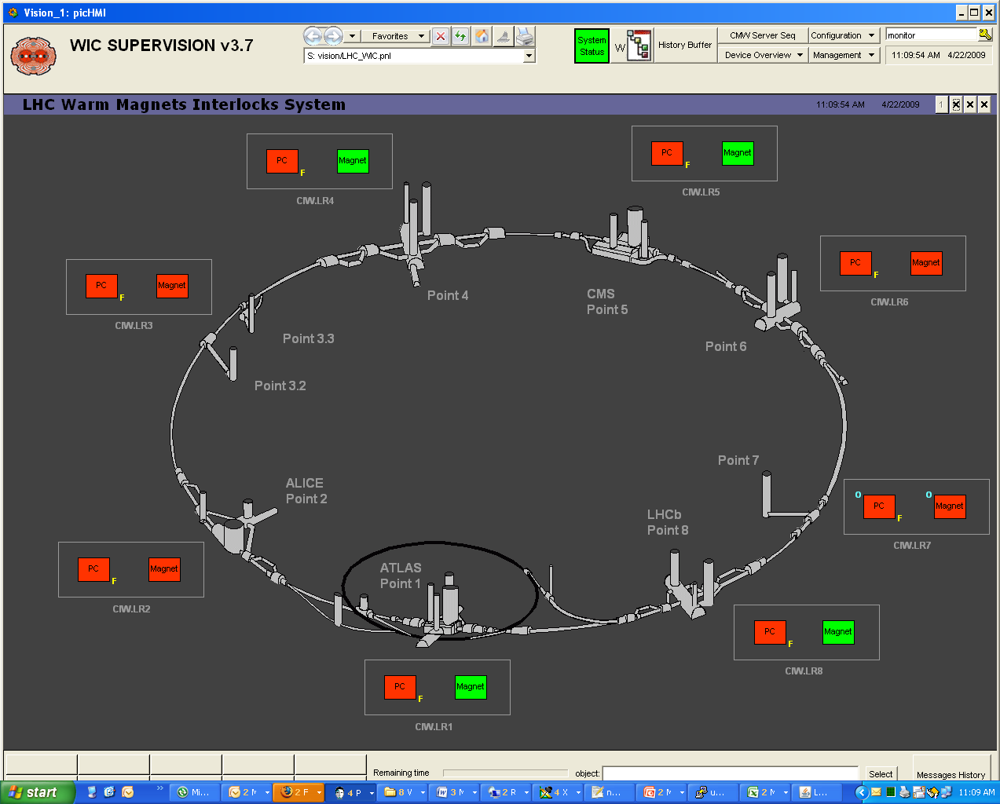 Vision_1: picHMI
WIC SUPERVISION v3.7
Favorites
S: vision/LHC_WIC.pnl
System
Status
W
History Buffer
CMW Server Seq
Configuration
Device Overview
Management
monitor
11:09:54 AM 4/22/2009
LHC Warm Magnets Interlocks System
11:09:54 AM 4/22/2009
1
PC
F
Magnet
CIW.LR4
PC
F
Magnet
CIW.LR5
PC
F
Magnet
CIW.LR3
PC
F
Magnet
CIW.LR6
Point 4
CMS
Point 5
Point 3.3
Point 6
Point 3.2
Point 7
ALICE
Point 2
O
PC
F
O
Magnet
CIW.LR7
LHCb
Point 8
PC
F
Magnet
CIW.LR2
ATLAS
Point 1
PC
F
Magnet
CIW.LR8
PC
F
Magnet
CIW.LR1
Remaining time
object:
Select
Messages History
start
»
Mi...
2 M
2 F
4 P
8 V
3 M
2 R
4 X
n...
2 M
u...
2 M
L...
11:09 AM